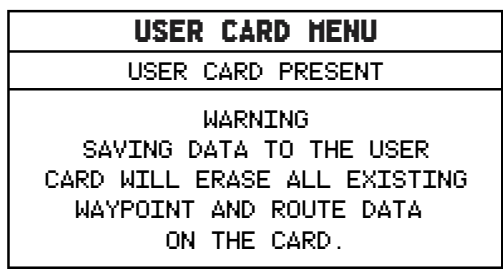 USER CARD MENU
USER CARD PRESENT
WARNING
SAVING DATA TO THE USER
CARD WILL ERASE ALL EXISTING
WAYPOINT AND ROUTE DATA
ON THE CARD.